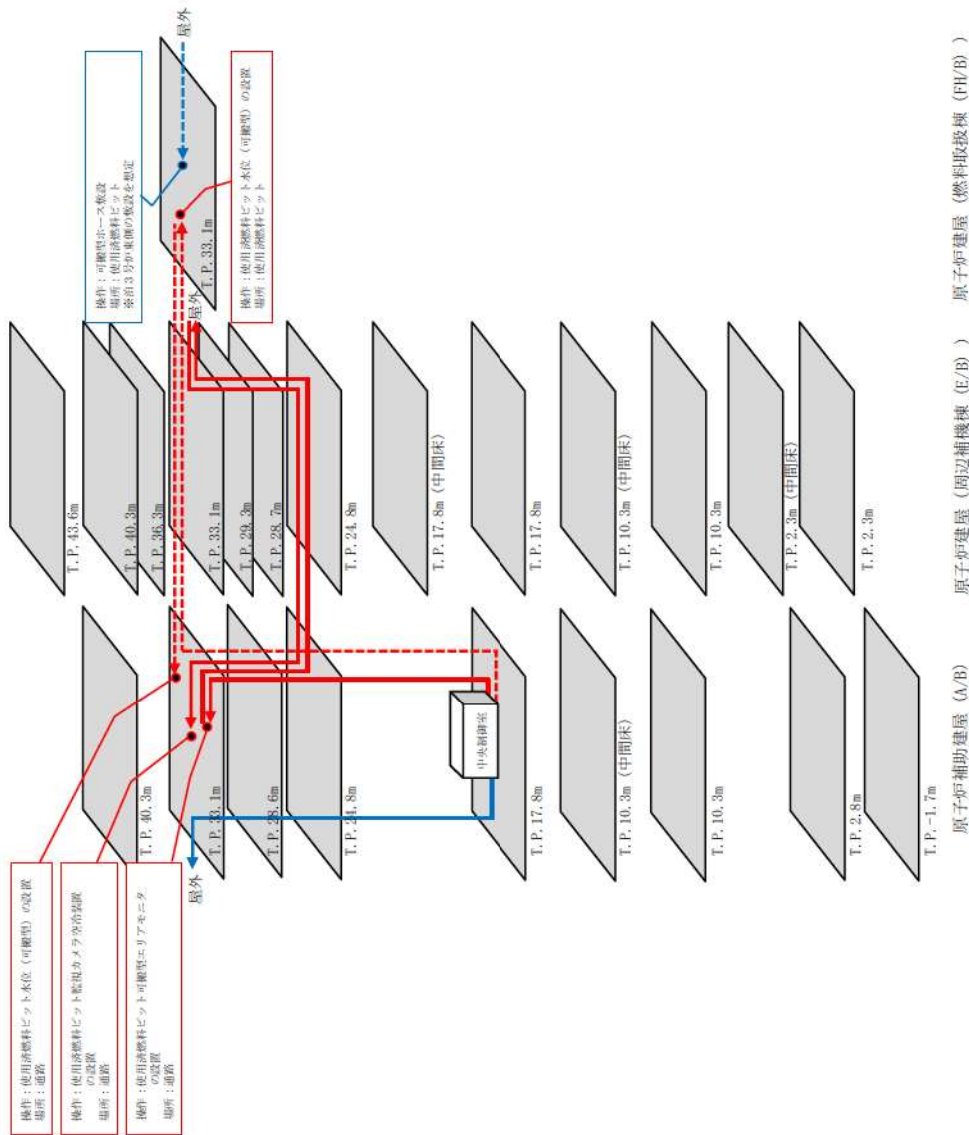 操作：使用済燃料ピット水位（可搬型）の設置
場所：通路
操作：使用済燃料ピット監視カメラ空冷装置
の設置
場所：通路
操作：使用済燃料ピット可搬型エリアモニタ
の設置
場所：通路
屋外
T.P.40.3m
T.P.33.1m
T.P.28.6m
T.P.24.8m
中央制御室
T.P.17.8m
T.P.10.3m（中間床）
T.P.10.3m
T.P.2.8m
T.P.-1.7m
原子炉補助建屋（A/B）
T.P.43.6m
T.P.40.3m
T.P.36.3m
T.P.33.1m
T.P.29.3m
T.P.28.7m
T.P.24.8m
T.P.17.8m（中間床）
T.P.17.8m
T.P.10.3m（中間床）
T.P.10.3m
T.P.2.3m（中間床）
T.P.2.3m
原子炉建屋（周辺補機棟（E/B））
屋外
操作：可搬型ホース敷設
場所：使用済燃料ピット
※泊３号炉東側の敷設を想定
操作：使用済燃料ピット水位（可搬型）の設置
場所：使用済燃料ピット
T.P.33.1m
屋外
原子炉建屋（燃料取扱棟（FH/B））